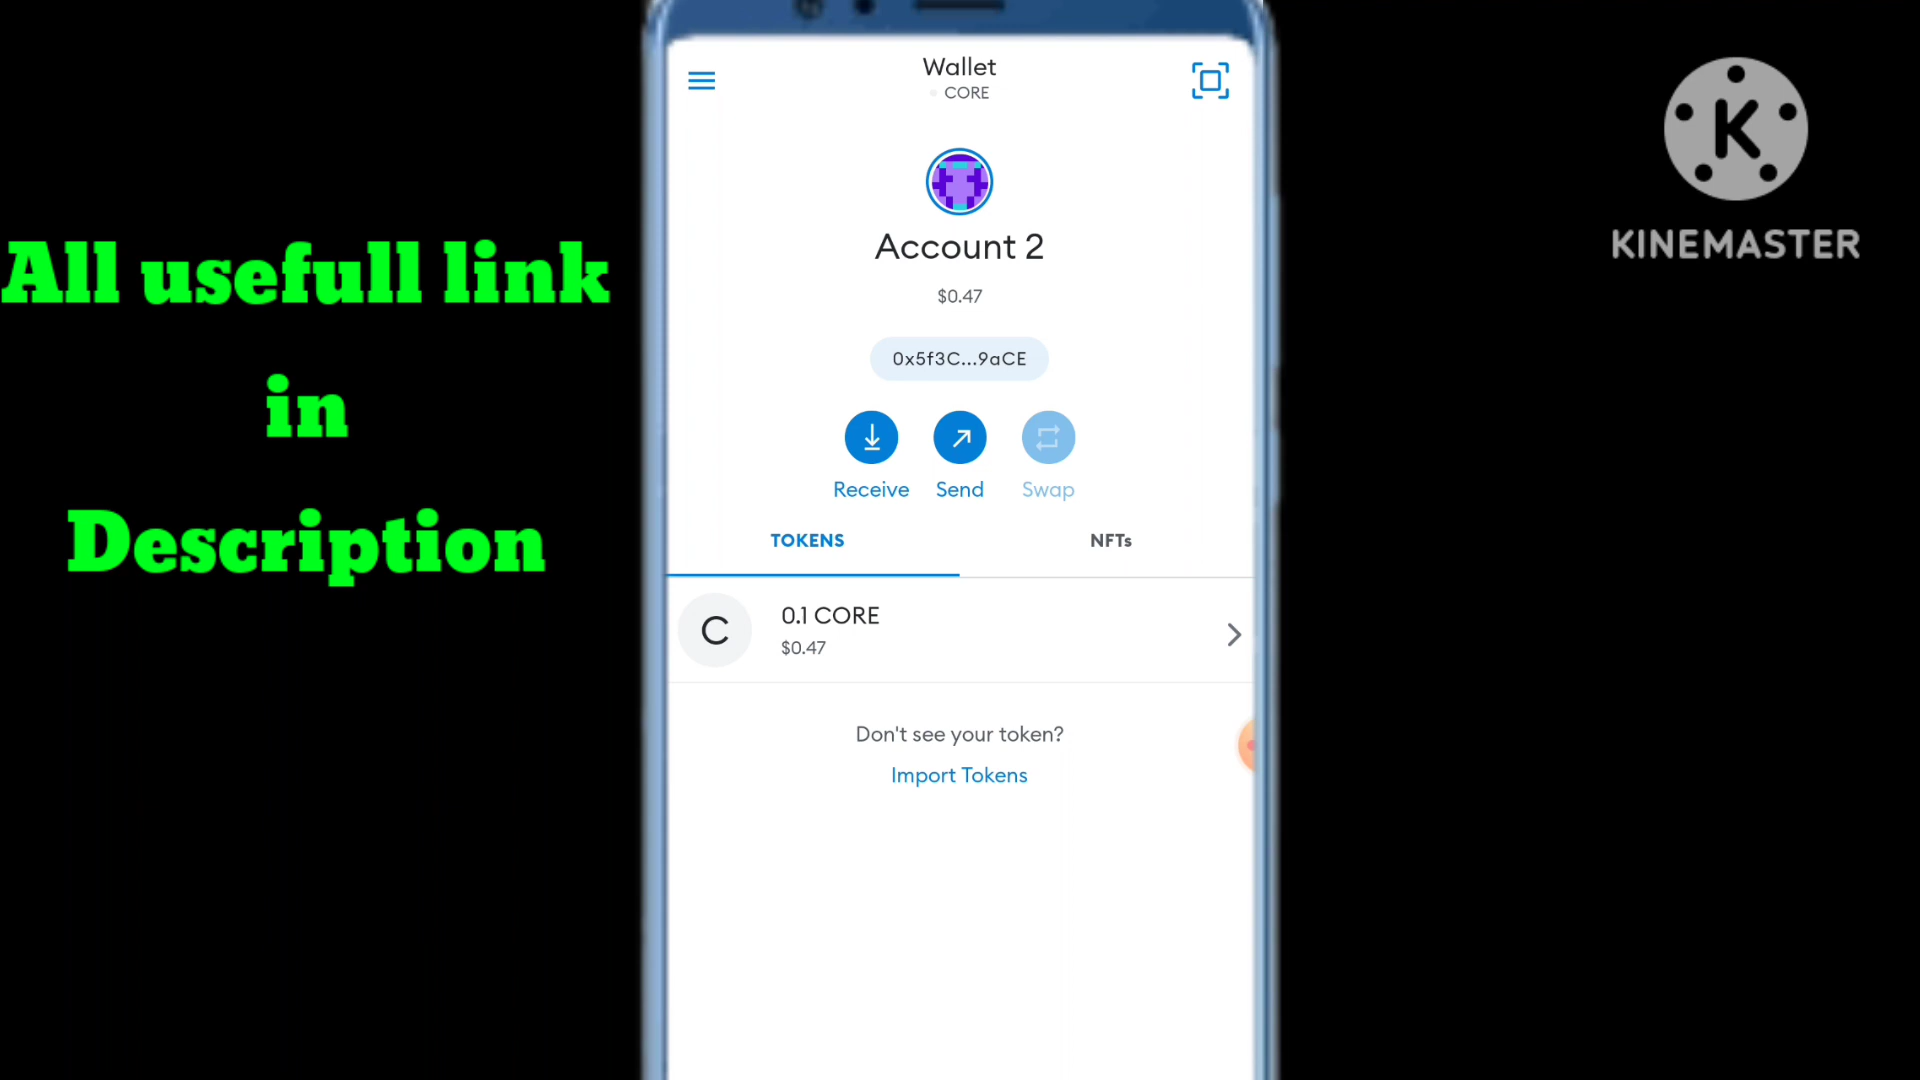 All usefull link
in
Description
Wallet
CORE
Account 2
$0.47
0x5f3C...9aCE
Receive
Send
Swap
TOKENS
NFTs
C
0.1 CORE
$0.47
Don't see your token?
Import Tokens
K
KINEMASTER